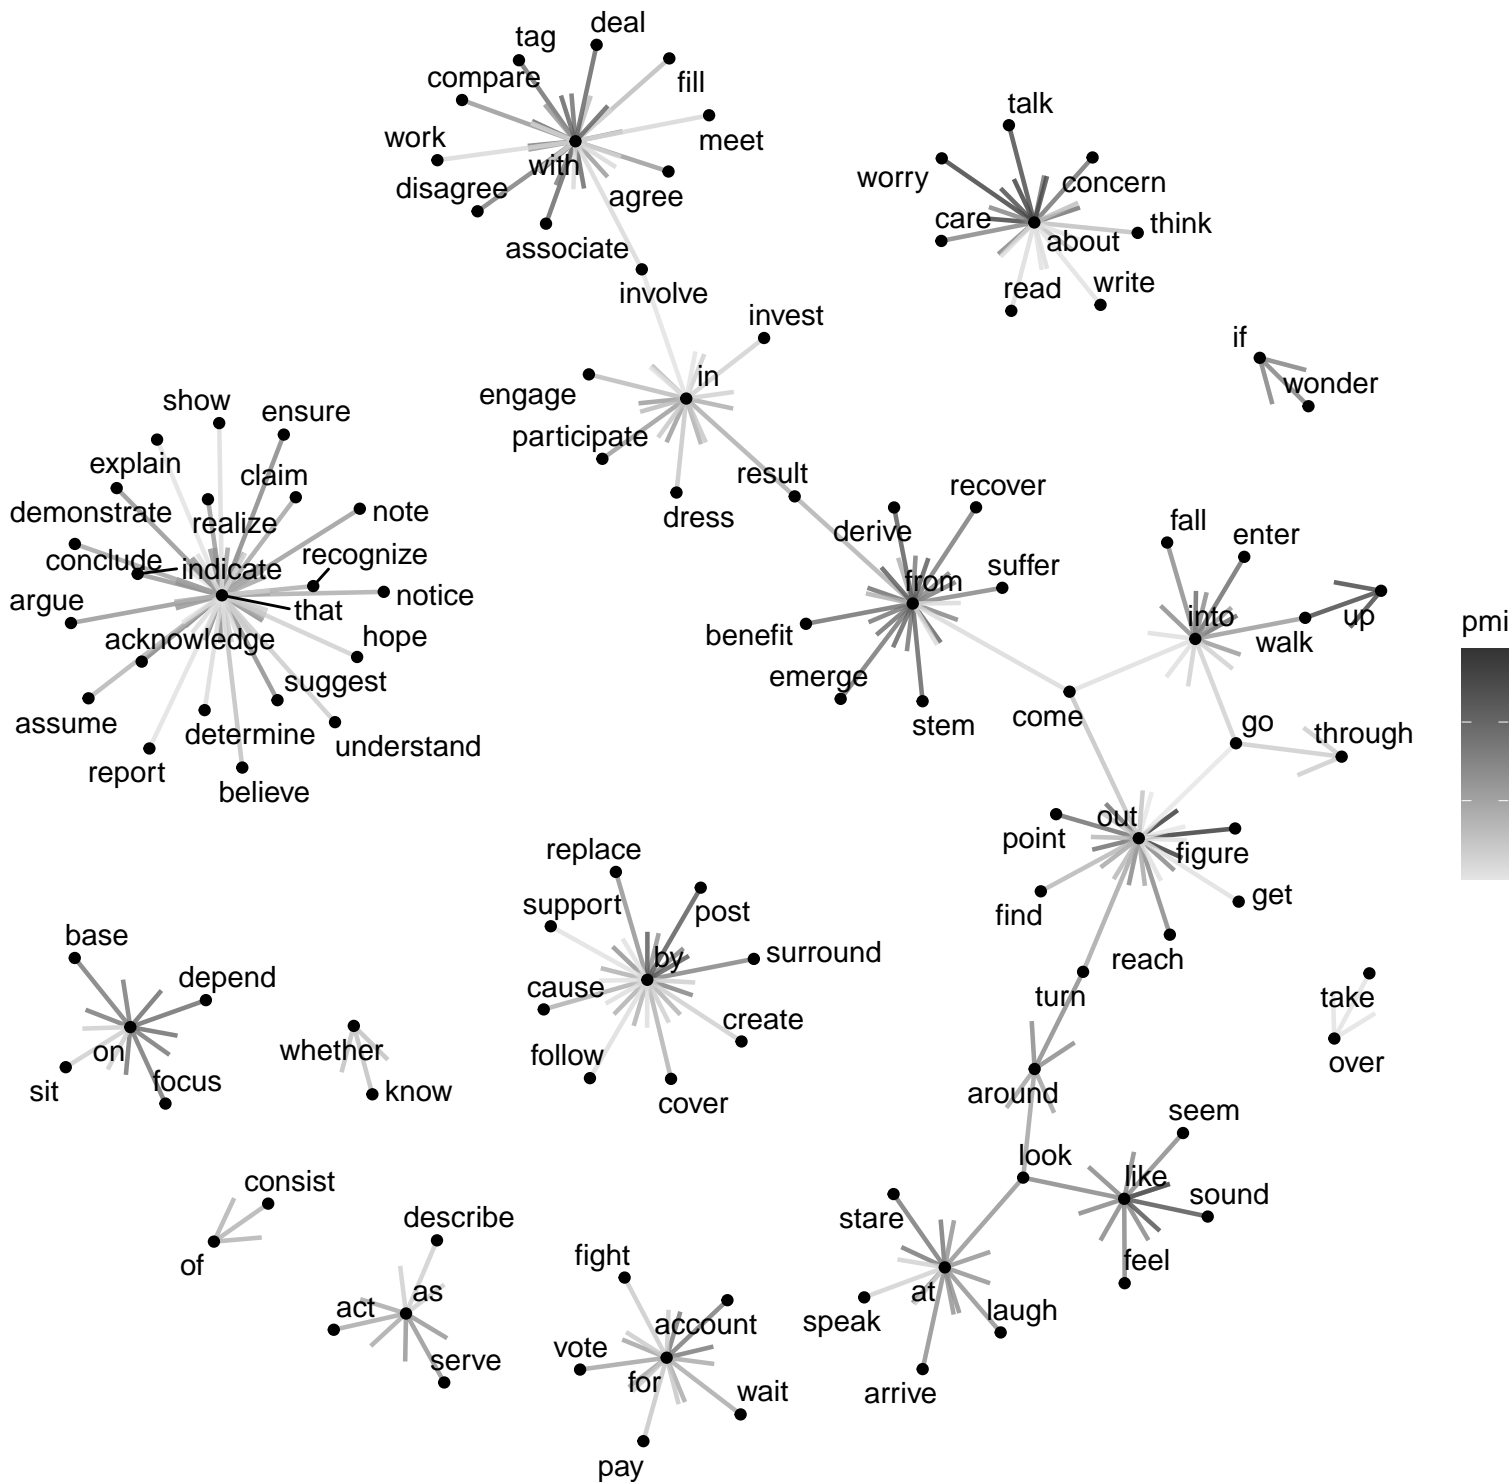 deal
tag
compare
fill
work
meet
with
disagree
agree
associate
involve
talk
worry
concern
care
think
about
read
write
invest
in
engage
participate
result
dress
if
wonder
show
ensure
explain
claim
demonstrate
realize
note
conclude
indicate
recognize
argue
that
notice
acknowledge
hope
suggest
assume
determine
understand
report
believe
recover
derive
from
suffer
benefit
emerge
stem
fall
enter
into
walk
up
pmi
come
go
through
out
point
figure
find
get
reach
turn
replace
support
post
by
surround
cause
create
follow
cover
base
depend
on
sit
focus
whether
know
take
over
around
look
seem
like
sound
feel
stare
at
speak
laugh
arrive
consist
of
describe
as
act
serve
fight
account
vote
for
wait
pay